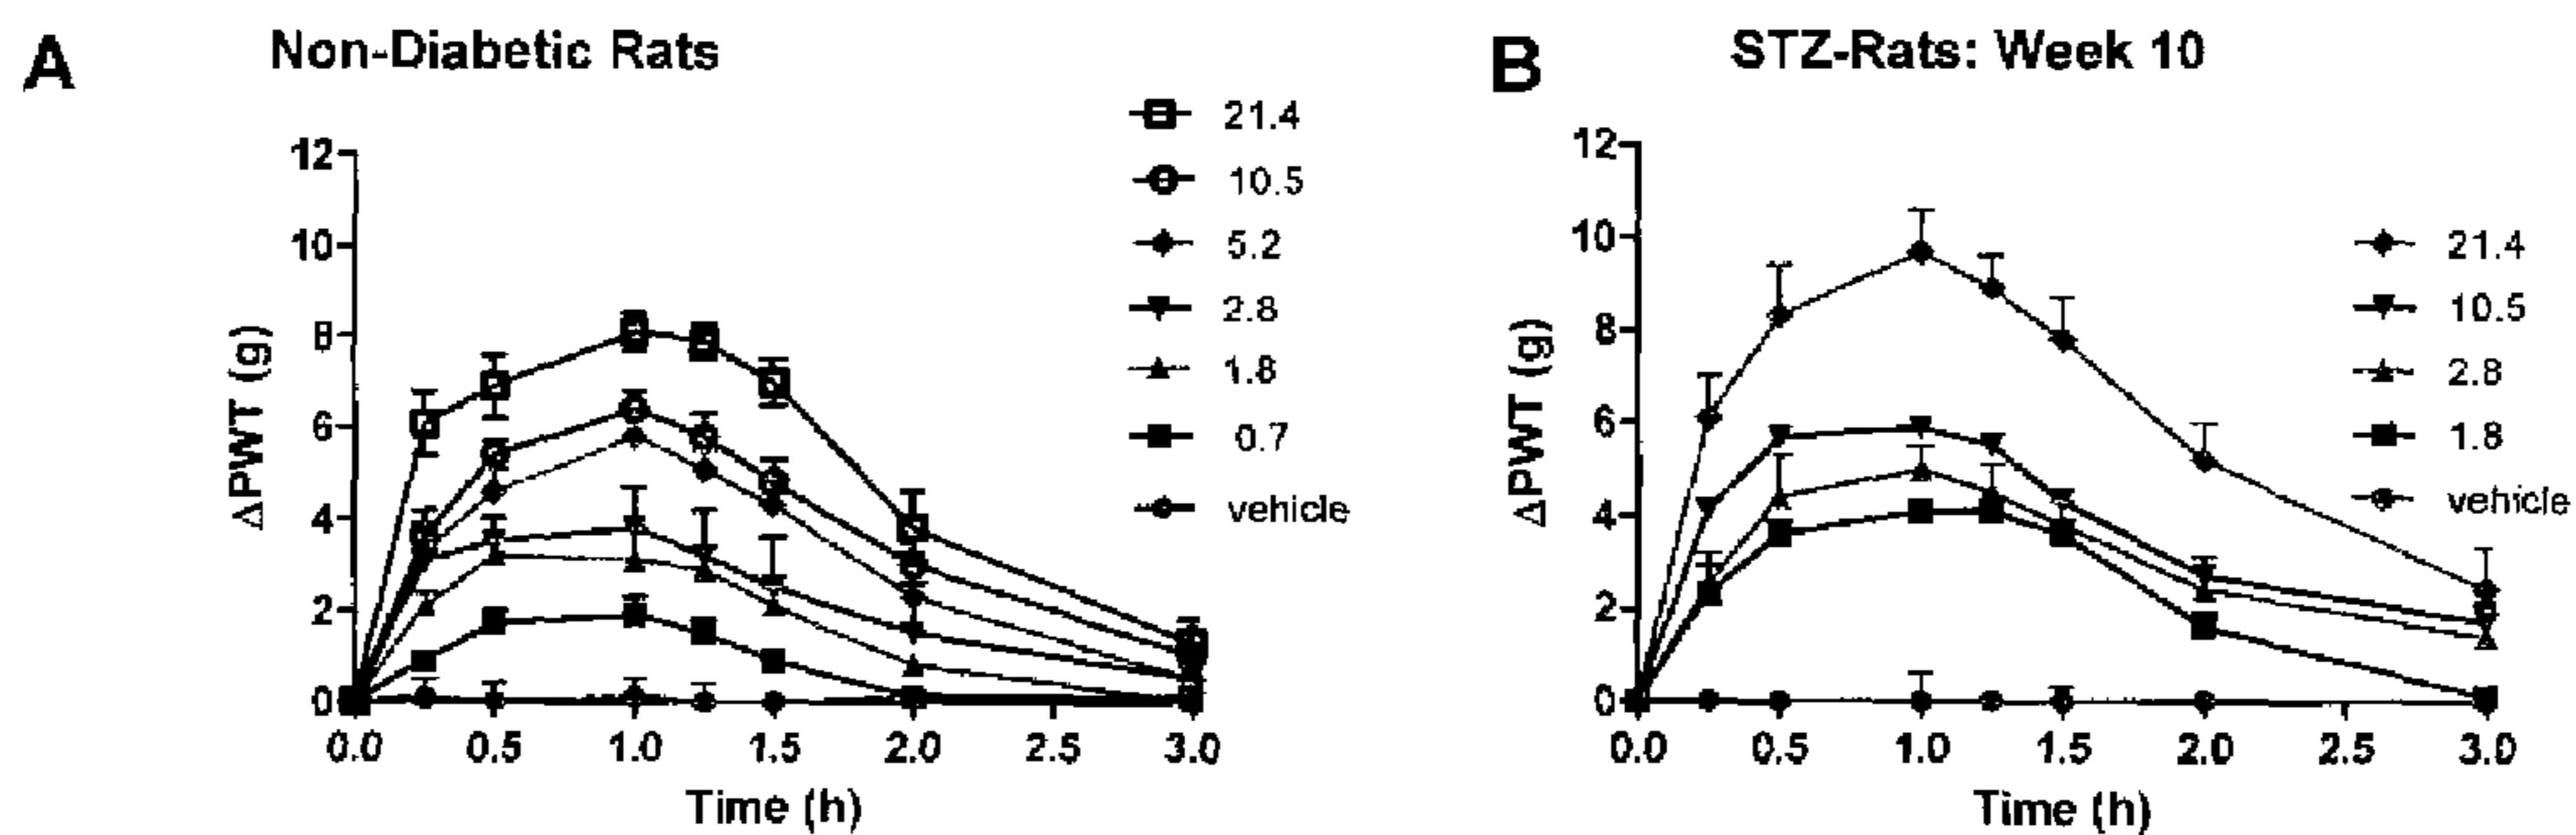 A
Non-Diabetic Rats
21.4
10.5
5.2
2.8
1.8
0.7
vehicle
12
10
8
6
4
2
0
ΔPWT (g)
0.0 0.5 1.0 1.5 2.0 2.5 3.0
Time (h)
B
STZ-Rats: Week 10
21.4
10.5
2.8
1.8
vehicle
12
10
8
6
4
2
0
ΔPWT (g)
0.0 0.5 1.0 1.5 2.0 2.5 3.0
Time (h)